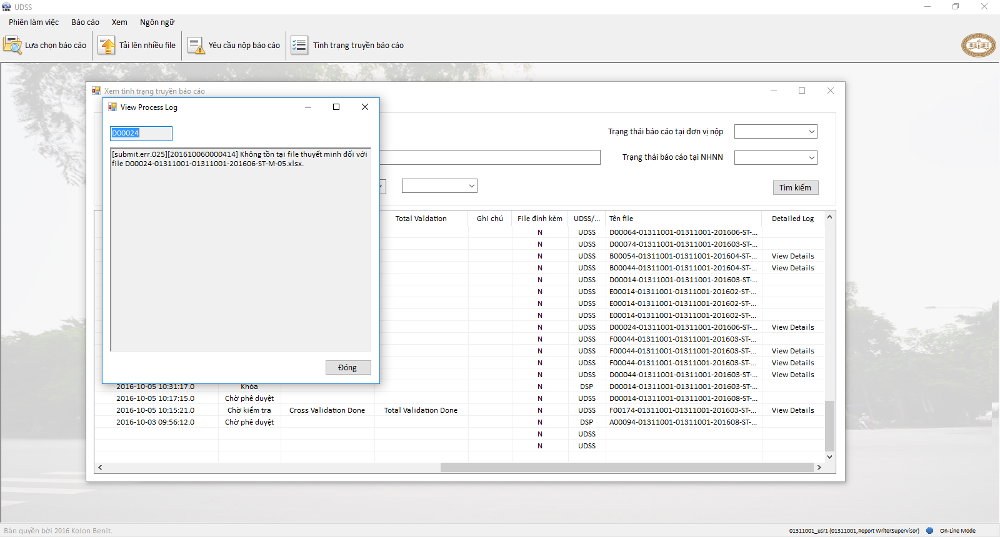 UDSS
Phiên làm việc Báo cáo Xem Ngôn ngữ
Lựa chọn báo cáo Tải lên nhiều file Yêu cầu nộp báo cáo Tình trạng truyền báo cáo
Xem tình trạng truyền báo cáo
View Process Log
D00024
[submit.err.025][201610060000414] Không tồn tại file thuyết minh đối với
file D00024-01311001-01311001-201606-ST-M-05.xlsx.
Đóng
Trạng thái báo cáo tại đơn vị nộp
Trạng thái báo cáo tại NHNN
Tìm kiếm
Total Valdation Ghi chú File đính kèm UDSS/... Tên file Detailed Log
N UDSS D00064-01311001-01311001-201606-ST-...
N UDSS D00074-01311001-01311001-201603-ST-...
N UDSS B00054-01311001-01311001-201604-ST-... View Details
N UDSS B00044-01311001-01311001-201604-ST-... View Details
N UDSS D00014-01311001-01311001-201603-ST-...
N UDSS E00014-01311001-01311001-201602-ST-...
N UDSS E00014-01311001-01311001-201602-ST-...
N UDSS E00014-01311001-01311001-201602-ST-...
N UDSS D00024-01311001-01311001-201606-ST-... View Details
N UDSS F00044-01311001-01311001-201603-ST-...
N UDSS F00044-01311001-01311001-201603-ST-... View Details
N UDSS F00044-01311001-01311001-201603-ST-... View Details
N UDSS D00044-01311001-01311001-201603-ST-... View Details
2016-10-05 10:31:17.0 Khóa N DSP D00014-01311001-01311001-201603-ST-...
2016-10-05 10:17:15.0 Chờ phê duyệt N UDSS D00014-01311001-01311001-201608-ST-...
2016-10-05 10:15:21.0 Chờ kiểm tra Cross Validation Done Total Validation Done N UDSS F00174-01311001-01311001-201603-ST-... View Details
2016-10-03 09:56:12.0 Chờ phê duyệt N DSP A00094-01311001-01311001-201608-ST-...
N UDSS
N UDSS
Bản quyền bởi 2016 Kolon Benit. 01311001_usr1 (01311001,Report WriterSupervisor) On-Line Mode